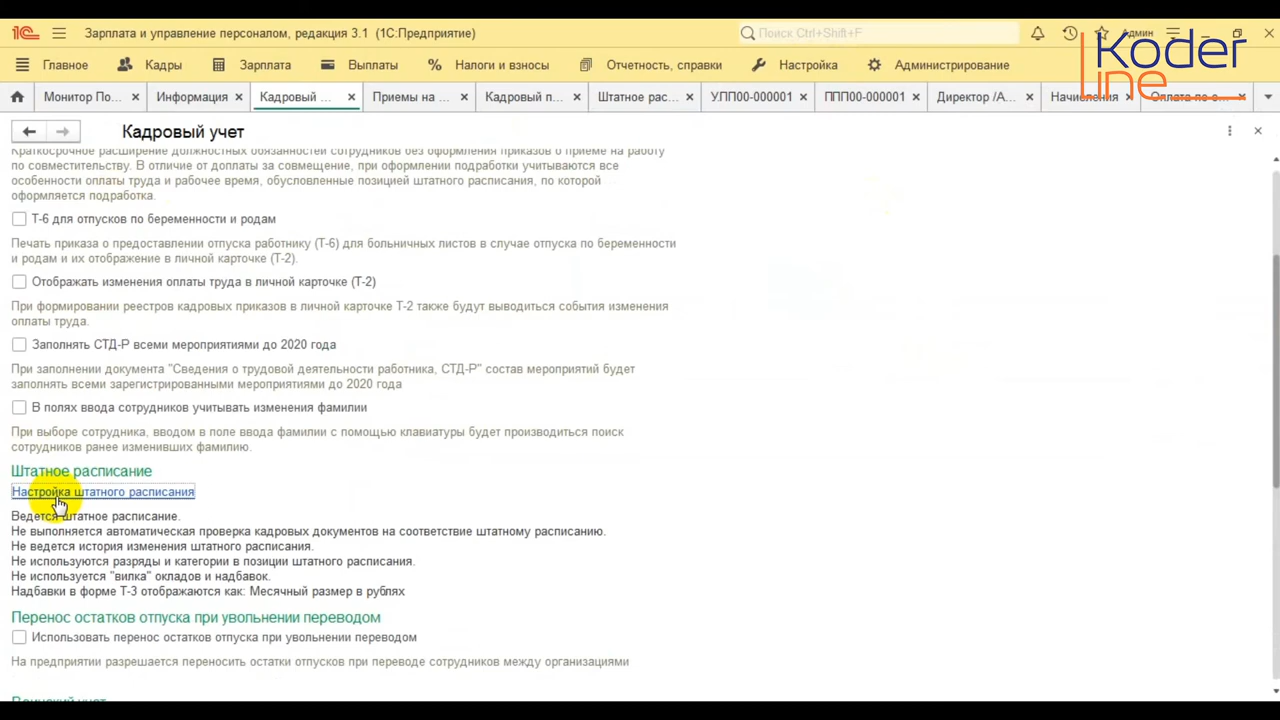 Зарплата и управление персоналом, редакция 3.1 (1С:Предприятие)
Поиск Ctrl+Shift+F
Админ
Koder
line
Главное
Кадры
Зарплата
Выплаты
Налоги и взносы
Отчетность, справки
Настройка
Администрирование
Монитор По...
Информация
Кадровый ...
Приемы на ...
Кадровый п...
Штатное рас...
У.ПП00-000001
ППП00-000001
Директор /А...
Начисления
Оплата по о...
Кадровый учет
Краткосрочное расширение должностных обязанностей сотрудников без оформления приказов о приеме на работу
по совместительству. В отличие от доплаты за совмещение, при оформлении подработки учитываются все
особенности оплаты труда и рабочее время, обусловленные позицией штатного расписания, по которой
оформляется подработка.
Т-6 для отпусков по беременности и родам
Печать приказа о предоставлении отпуска работнику (Т-6) для больничных листов в случае отпуска по беременности
и родам и их отображение в личной карточке (Т-2).
Отображать изменения оплаты труда в личной карточке (Т-2)
При формировании реестров кадровых приказов в личной карточке Т-2 также будут выводиться события изменения
оплаты труда.
Заполнять СТД-Р всеми мероприятиями до 2020 года
При заполнении документа "Сведения о трудовой деятельности работника, СТД-Р" состав мероприятий будет
заполнять всеми зарегистрированными мероприятиями до 2020 года
В полях ввода сотрудников учитывать изменения фамилии
При выборе сотрудника, вводом в поле ввода фамилии с помощью клавиатуры будет производиться поиск
сотрудников ранее изменивших фамилию.
Штатное расписание
Настройка штатного расписания
Ведется штатное расписание.
Не выполняется автоматическая проверка кадровых документов на соответствие штатному расписанию.
Не ведется история изменения штатного расписания.
Не используются разряды и категории в позиции штатного расписания.
Не используется "вилка" окладов и надбавок.
Надбавки в форме Т-3 отображаются как: Месячный размер в рублях
Перенос остатков отпуска при увольнении переводом
Использовать перенос остатков отпуска при увольнении переводом
На предприятии разрешается переносить остатки отпусков при переводе сотрудников между организациями
Воинский учет